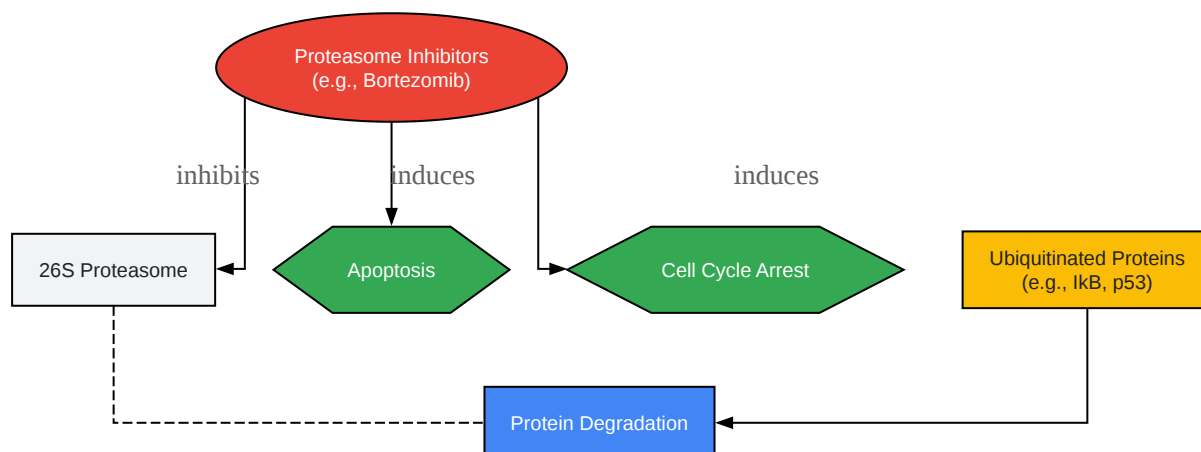 Proteasome Inhibitors
(e.g., Bortezomib)
inhibits
induces
induces
26S Proteasome
Apoptosis
Cell Cycle Arrest
Ubiquitinated Proteins
(e.g., IkB, p53)
Protein Degradation